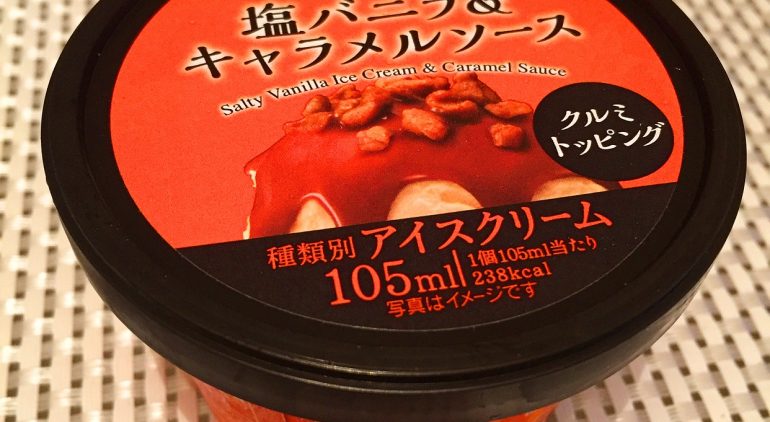 塩バニラ&
キャラメルソース
Salty Vanilla Ice Cream & Caramel Sauce
クルミ
トッピング
種類別 アイスクリーム
105ml 1個105ml当たり
238kcal
写真はイメージです